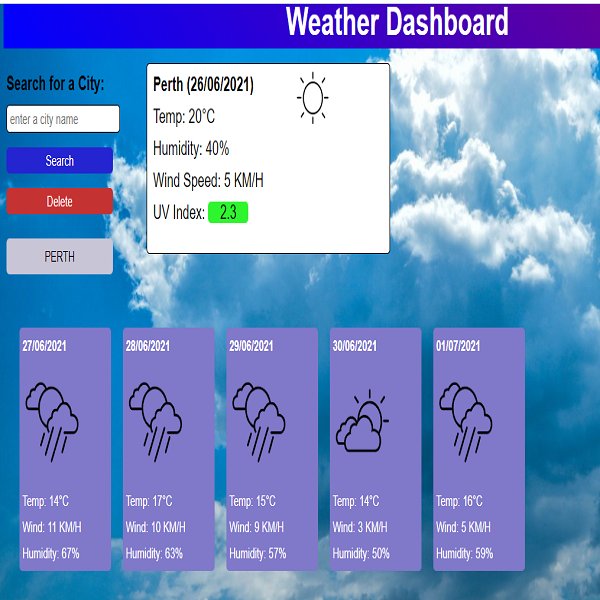 Weather Dashboard
Search for a City:
enter a city name
Search
Delete
PERTH
Perth (26/06/2021)
Temp: 20°C
Humidity: 40%
Wind Speed: 5 KM/H
UV Index: 2.3
27/06/2021
Temp: 14°C
Wind: 11 KM/H
Humidity: 67%
28/06/2021
Temp: 17°C
Wind: 10 KM/H
Humidity: 63%
29/06/2021
Temp: 15°C
Wind: 9 KM/H
Humidity: 57%
30/06/2021
Temp: 14°C
Wind: 3 KM/H
Humidity: 50%
01/07/2021
Temp: 16°C
Wind: 5 KM/H
Humidity: 59%